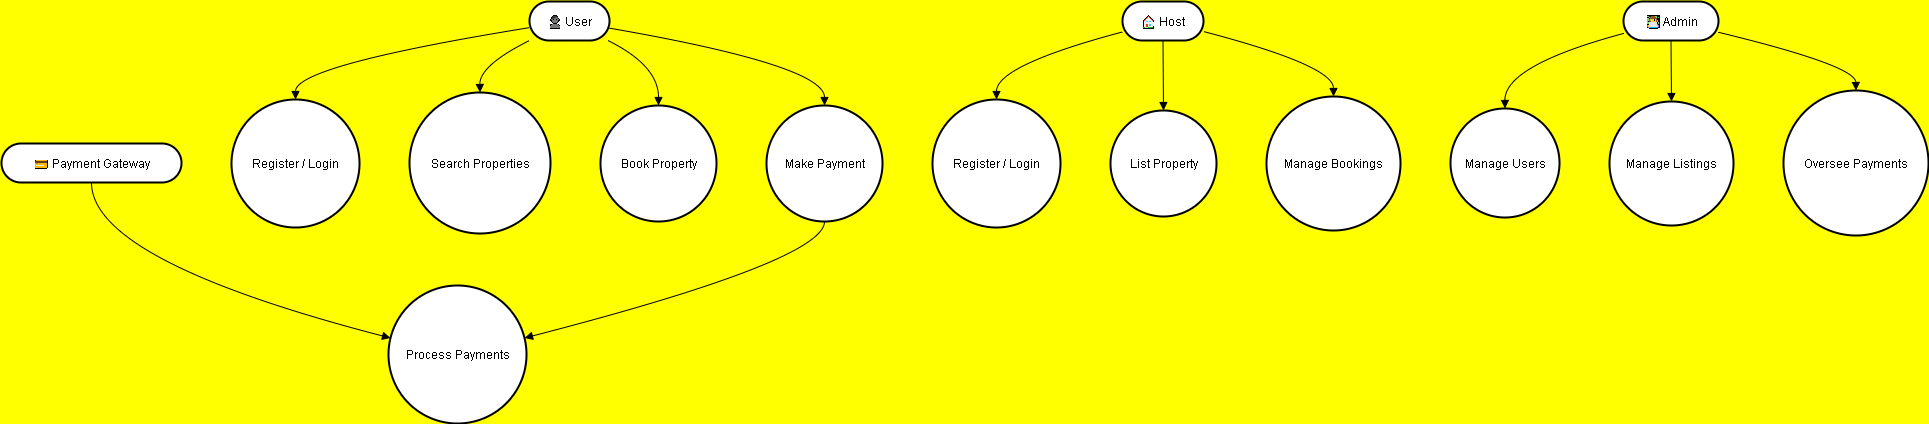 User
Host
Admin
Payment Gateway
Register / Login
Search Properties
Book Property
Make Payment
Register / Login
List Property
Manage Bookings
Manage Users
Manage Listings
Oversee Payments
Process Payments